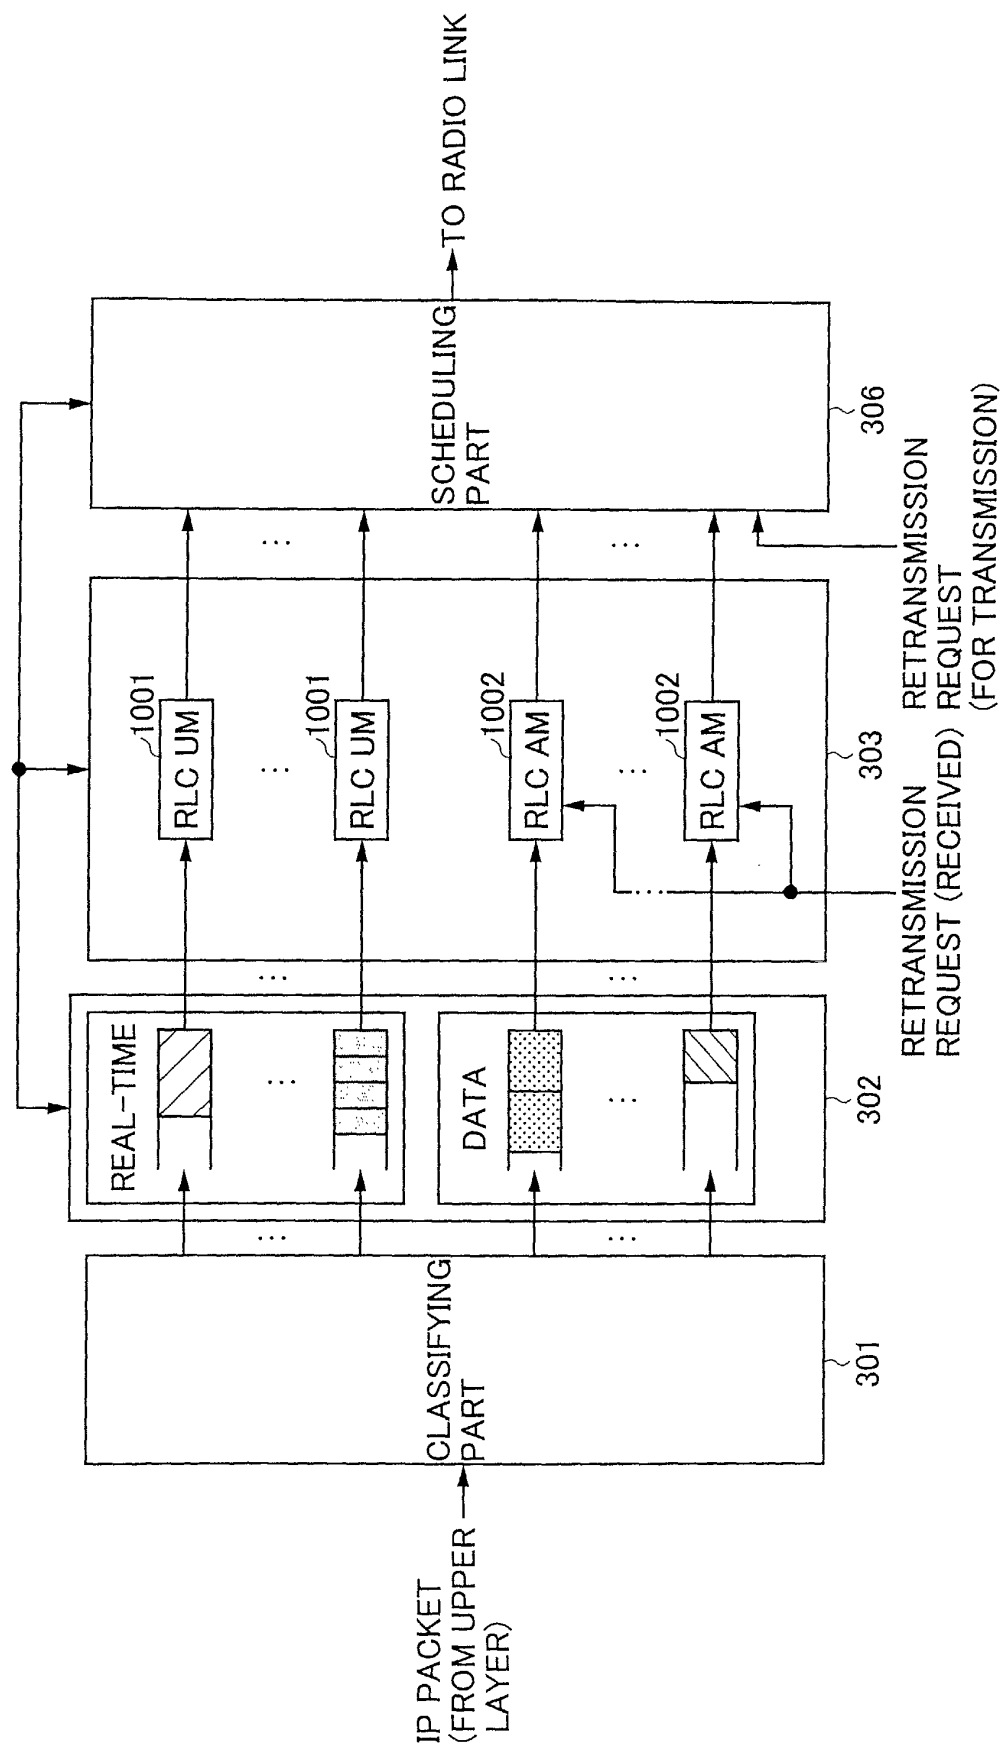 IP PACKET
(FROM UPPER
LAYER)
CLASSIFYING
PART
301
REAL-TIME
...
...
DATA
...
...
302
...
...
1001
RLC UM
...
1001
RLC UM
1002
RLC AM
...
1002
RLC AM
...
303
RETRANSMISSION
REQUEST (RECEIVED)
...
...
SCHEDULING
PART
306
RETRANSMISSION
REQUEST
(FOR TRANSMISSION)
TO RADIO LINK